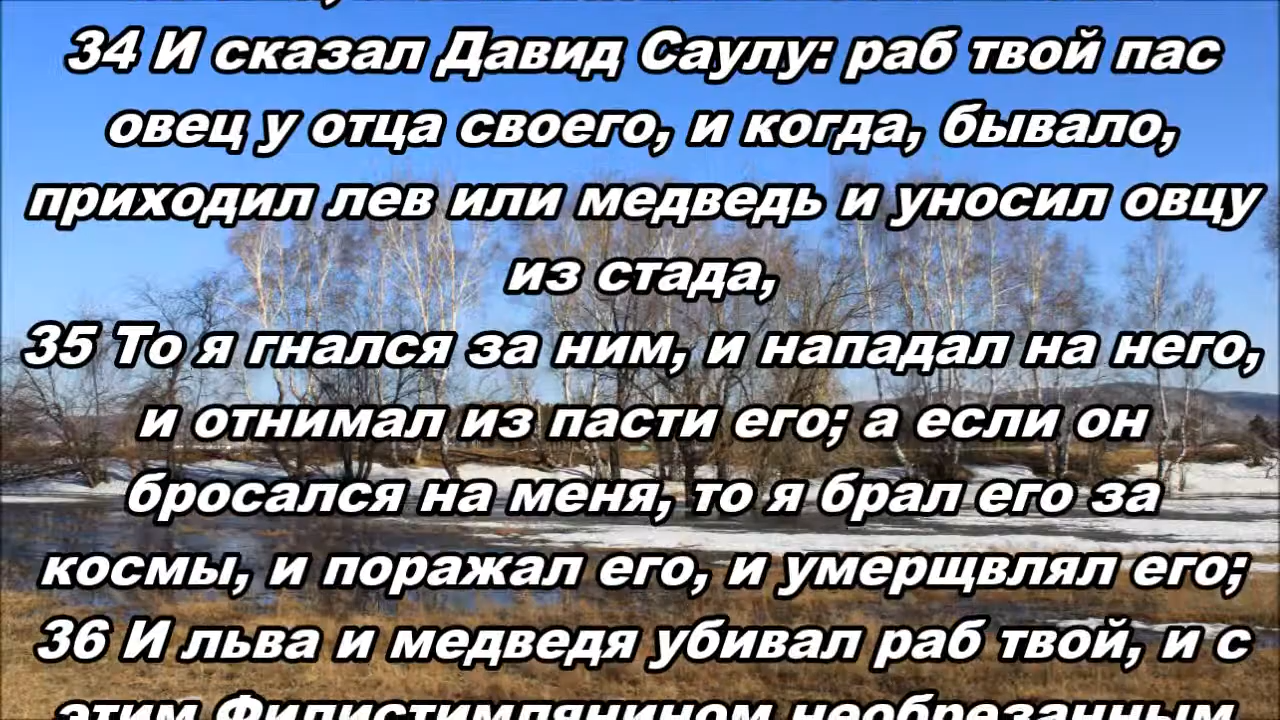 34 И сказал Давид Саулу: раб твой пас
овец у отца своего, и когда, бывало,
приходил лев или медведь и уносил овцу
из стада,
35 То я гнался за ним, и нападал на него,
и отнимал из пасти его; а если он
бросался на меня, то я брал его за
космы, и поражал его, и умерщвлял его;
36 И льва и медведя убивал раб твой, и с
этим Филистимлянином необрезанным